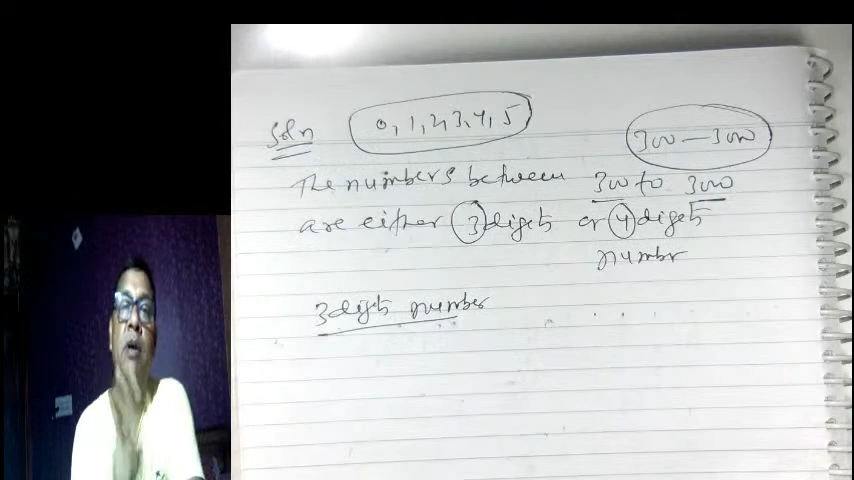 Soln
0, 1, 2, 3, 4, 5
300 — 3000
The numbers between 300 to 3000
are either 3 digits or 4 digits
number
3 digits number